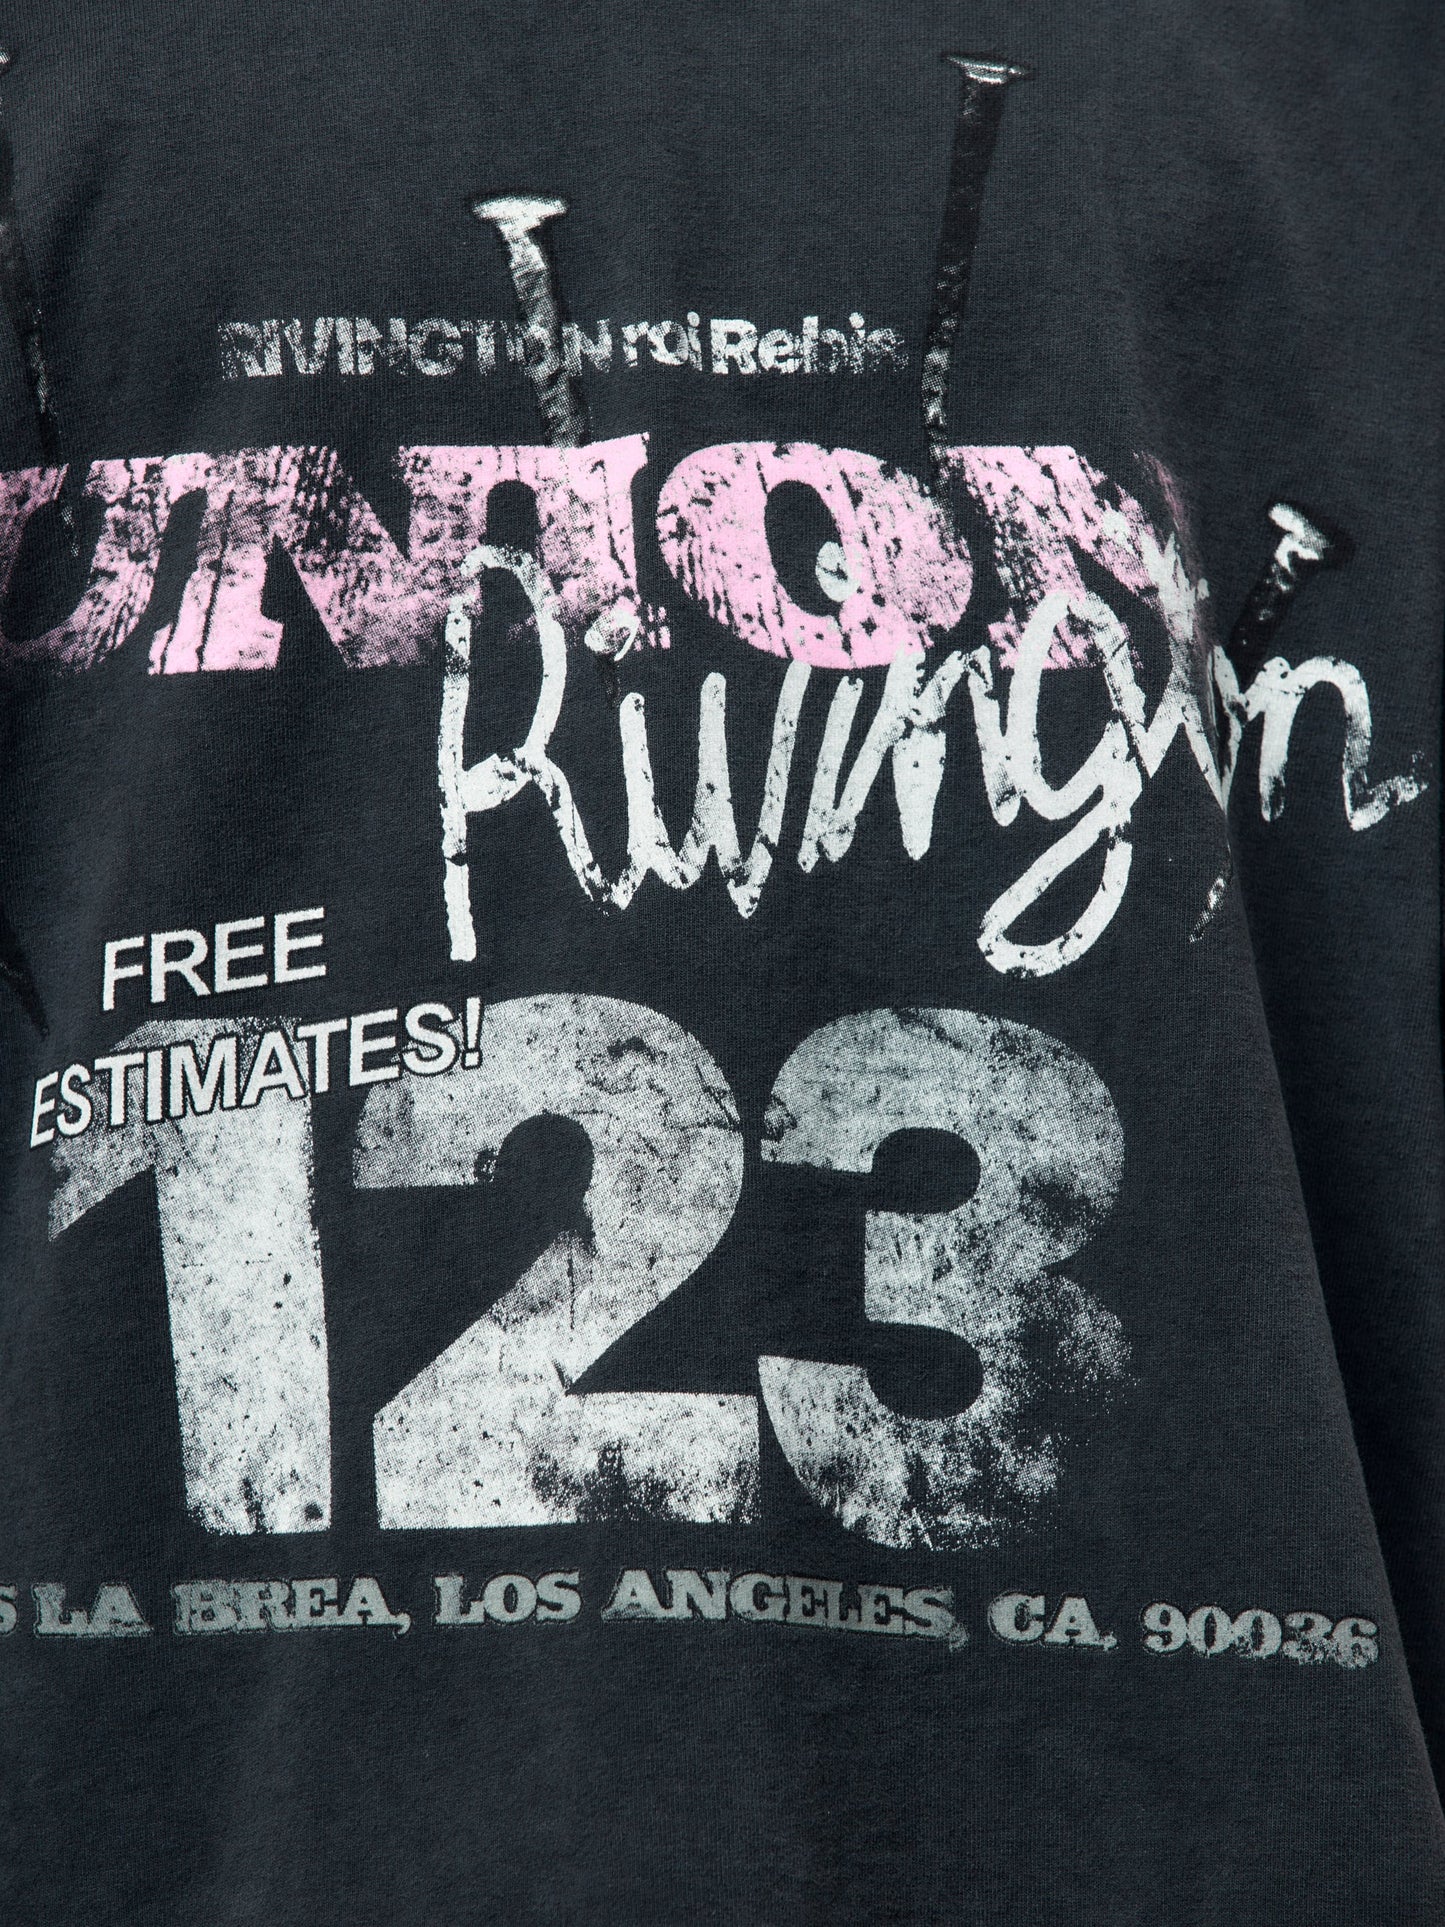 RIVINGTON roi Rebis
UNION
Rivington
FREE
ESTIMATES!
123
S LA BREA, LOS ANGELES, CA. 90036